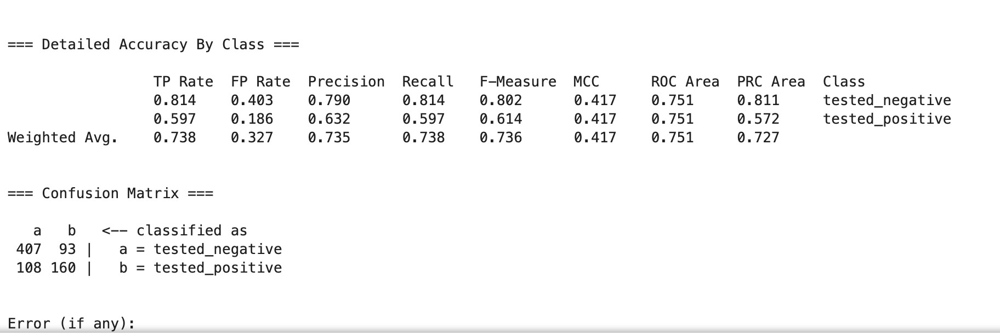 === Detailed Accuracy By Class ===
TP Rate  FP Rate  Precision  Recall   F-Measure  MCC      ROC Area  PRC Area  Class
0.814    0.403    0.790      0.814    0.802      0.417    0.751     0.811     tested_negative
0.597    0.186    0.632      0.597    0.614      0.417    0.751     0.572     tested_positive
Weighted Avg.    0.738    0.327    0.735      0.738    0.736      0.417    0.751     0.727
=== Confusion Matrix ===
a   b   <-- classified as
407  93 |   a = tested_negative
108 160 |   b = tested_positive
Error (if any):